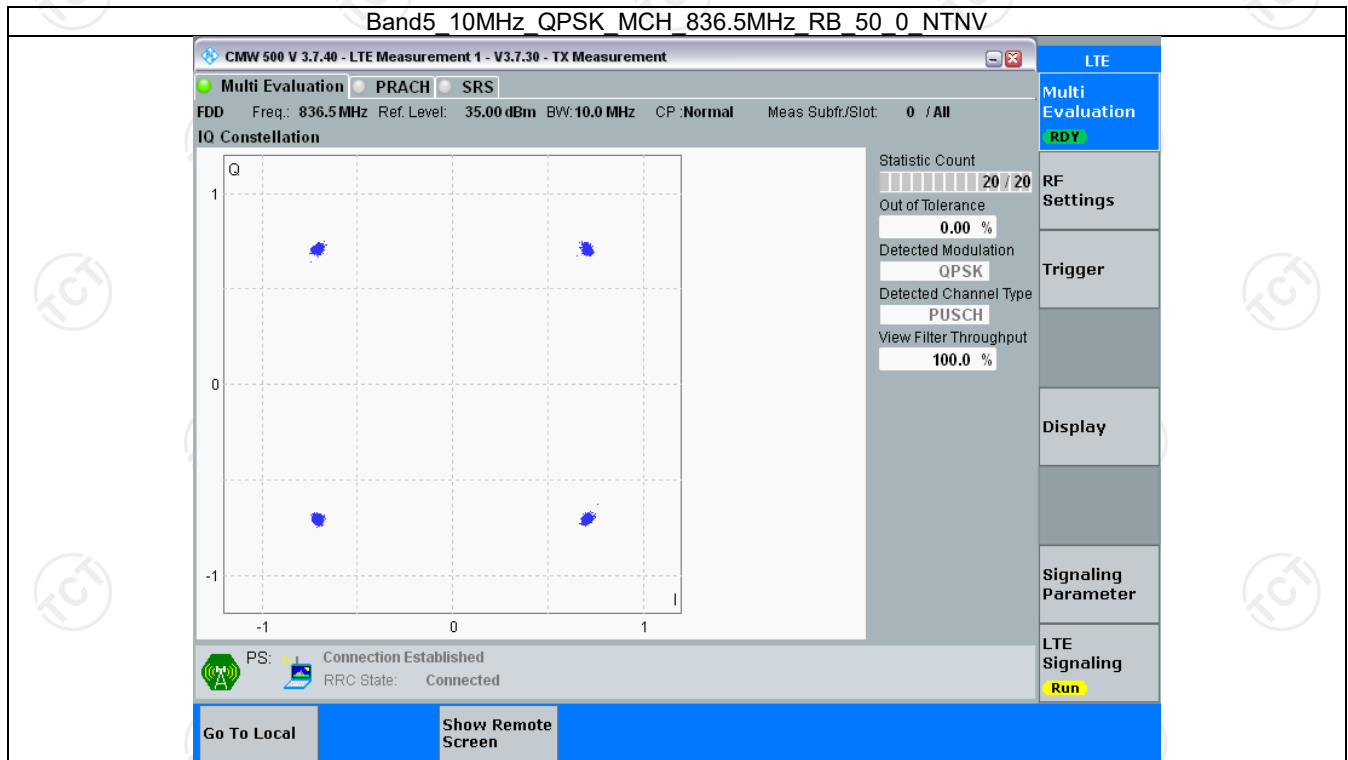 Band5_10MHz_QPSK_MCH_836.5MHz_RB_50_0_NTNV
CMW 500 V 3.7.40 - LTE Measurement 1 - V3.7.30 - TX Measurement
LTE
Multi Evaluation PRACH SRS
FDD Freq.: 836.5 MHz Ref. Level: 35.00 dBm BW: 10.0 MHz CP :Normal Meas Subfr./Slot: 0 / All
IQ Constellation
Q
1
0
-1
I
-1 0 1
Statistic Count
20 / 20
Out of Tolerance
0.00 %
Detected Modulation
QPSK
Detected Channel Type
PUSCH
View Filter Throughput
100.0 %
Multi
Evaluation
RDY
RF
Settings
Trigger
Display
Signaling
Parameter
LTE
Signaling
Run
PS: Connection Established
RRC State: Connected
Go To Local
Show Remote
Screen
TCT
TCT
TCT
TCT